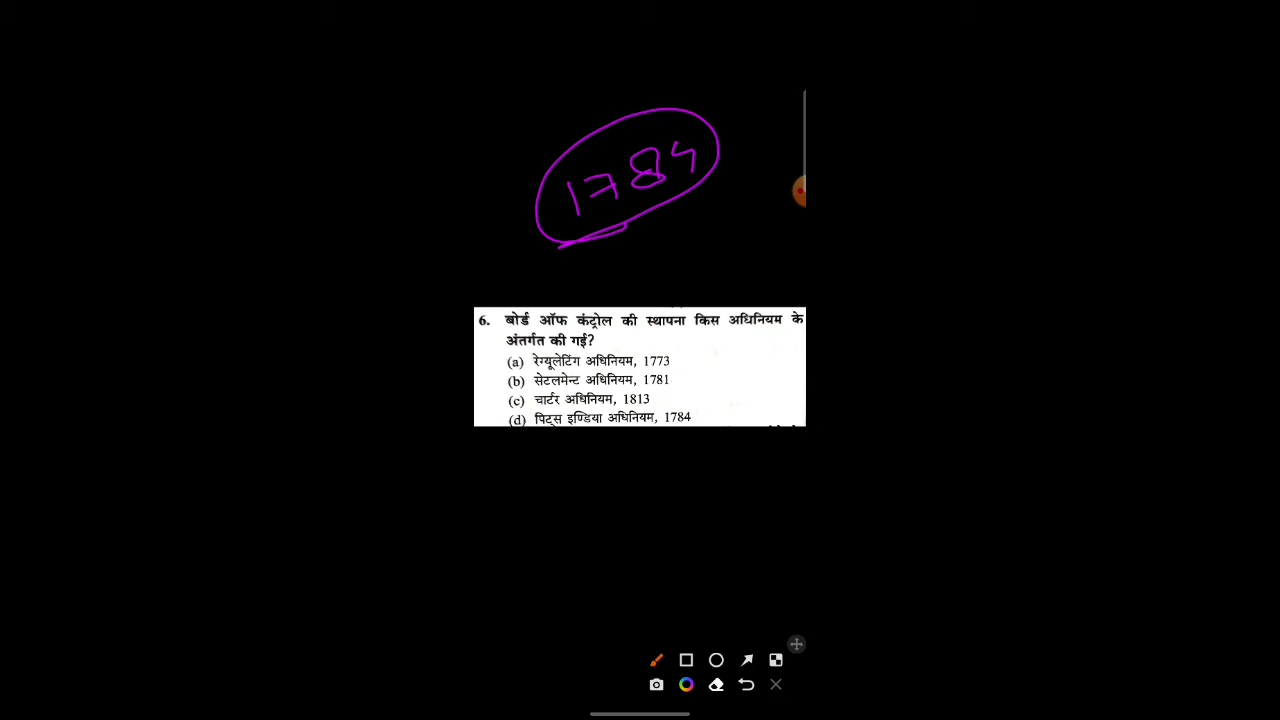 1784
6. बोर्ड ऑफ कंट्रोल की स्थापना किस अधिनियम के
अंतर्गत की गई?
(a) रेग्यूलेटिंग अधिनियम, 1773
(b) सेटलमेन्ट अधिनियम, 1781
(c) चार्टर अधिनियम, 1813
(d) पिट्स इण्डिया अधिनियम, 1784